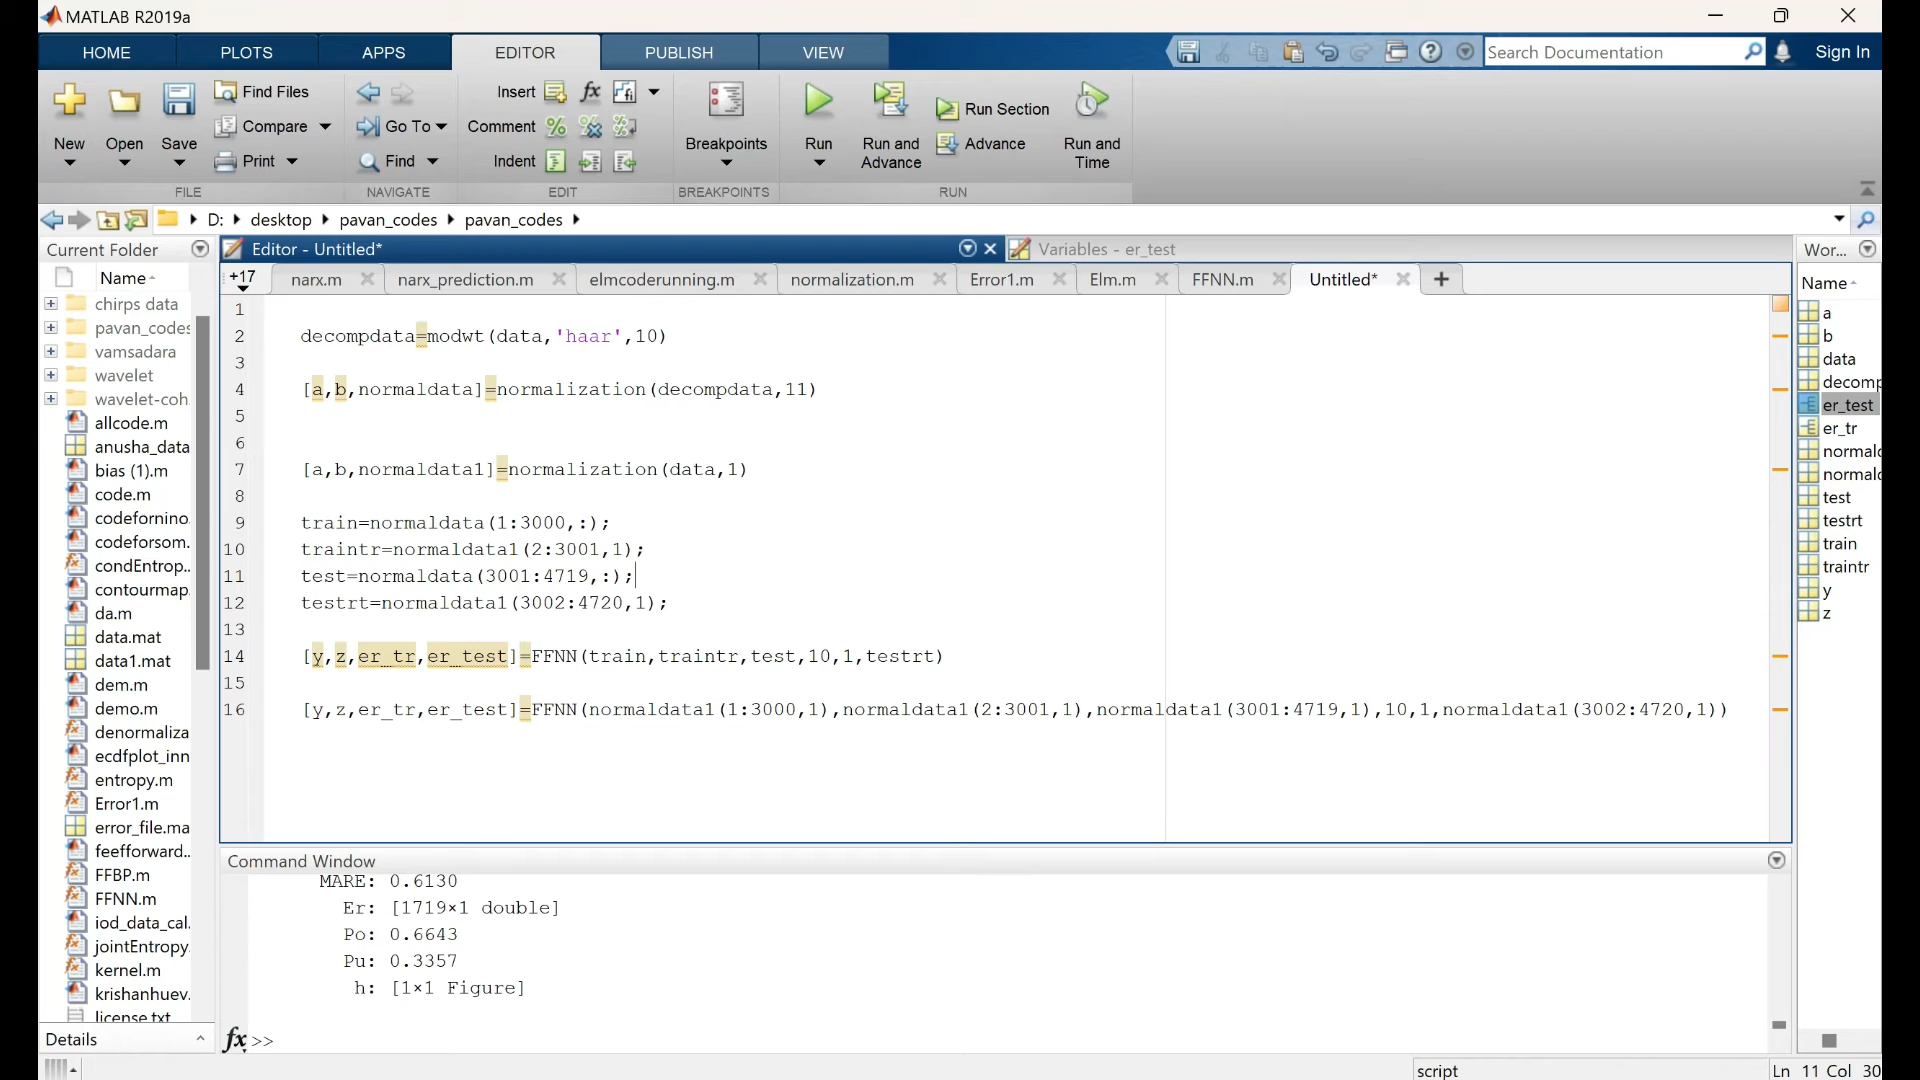 MATLAB R2019a
HOME PLOTS APPS EDITOR PUBLISH VIEW
Search Documentation
Sign In
New
Open
Save
Find Files
Compare
Print
Go To
Find
Insert
Comment
Indent
Breakpoints
Run
Run and
Advance
Run Section
Advance
Run and
Time
FILE NAVIGATE EDIT BREAKPOINTS RUN
D: desktop pavan_codes pavan_codes
Current Folder
Name
chirps data
pavan_codes
vamsadara
wavelet
wavelet-coh.
allcode.m
anusha_data
bias (1).m
code.m
codefornino.
codeforsom.
condEntrop..
contourmap.
da.m
data.mat
data1.mat
dem.m
demo.m
denormaliza
ecdfplot_inn
entropy.m
Error1.m
error_file.ma
feefforward..
FFBP.m
FFNN.m
iod_data_cal.
jointEntropy.
kernel.m
krishanhuev.
license.txt
Details
Editor - Untitled*
Variables - er_test
+17 narx.m narx_prediction.m elmcoderunning.m normalization.m Error1.m Elm.m FFNN.m Untitled* +
1
2 decompdata=modwt(data,'haar',10)
3
4 [a,b,normaldata]=normalization(decompdata,11)
5
6
7 [a,b,normaldata1]=normalization(data,1)
8
9 train=normaldata(1:3000,:);
10 traintr=normaldata1(2:3001,1);
11 test=normaldata(3001:4719,:);
12 testrt=normaldata1(3002:4720,1);
13
14 [y,z,er_tr,er_test]=FFNN(train,traintr,test,10,1,testrt)
15
16 [y,z,er_tr,er_test]=FFNN(normaldata1(1:3000,1),normaldata1(2:3001,1),normaldata1(3001:4719,1),10,1,normaldata1(3002:4720,1))
Command Window
MARE: 0.6130
Er: [1719×1 double]
Po: 0.6643
Pu: 0.3357
h: [1×1 Figure]
fx >>
Wor...
Name
a
b
data
decomp
er_test
er_tr
normald
normald
test
testrt
train
traintr
y
z
script
Ln 11 Col 30